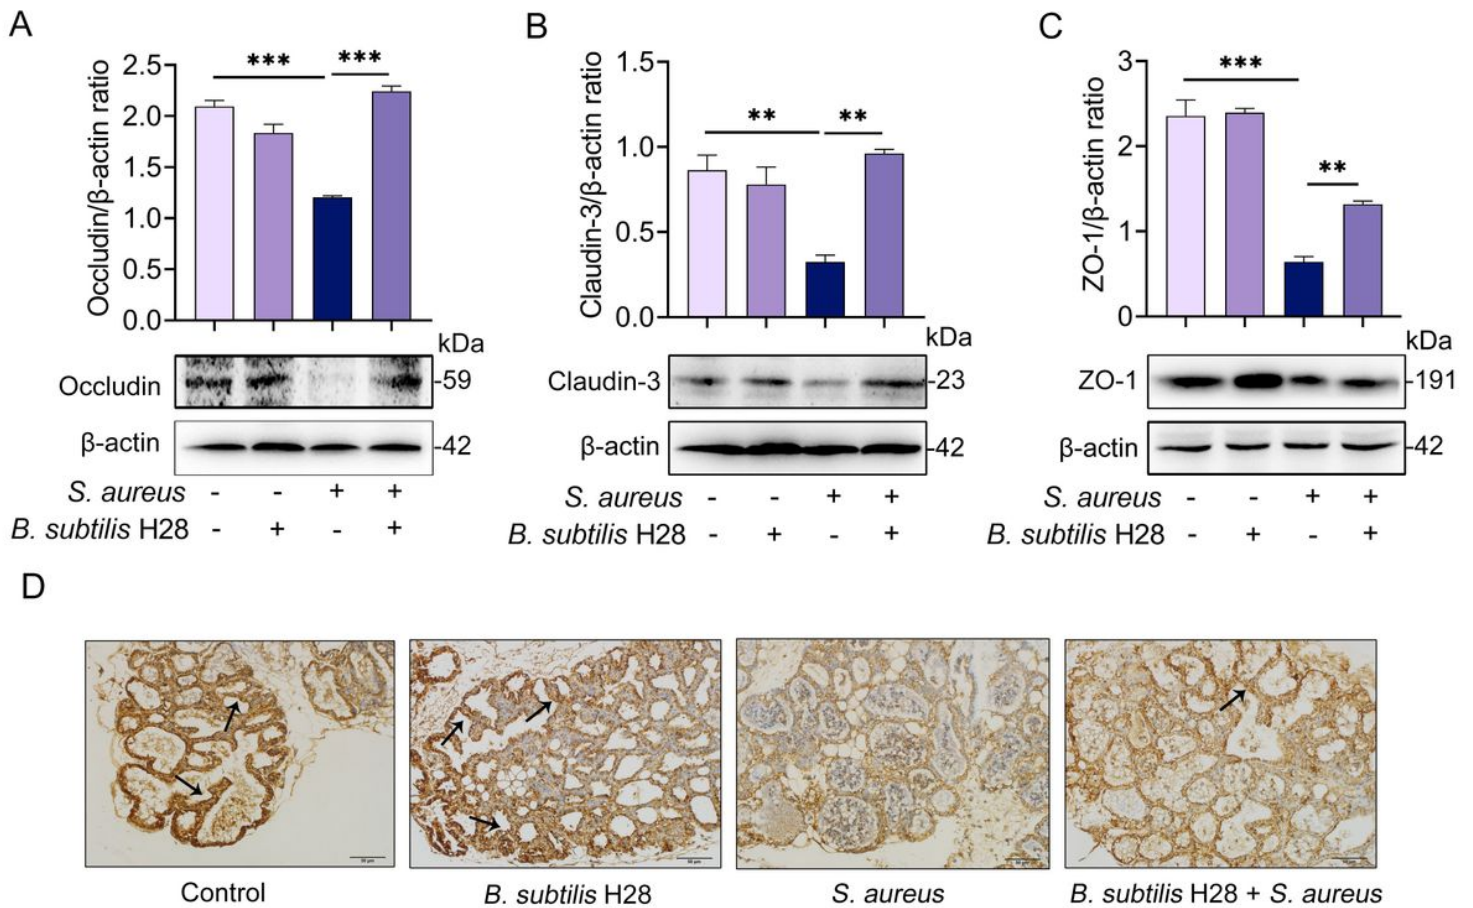 A
B
C
Occludin/β-actin ratio
2.5
2.0
1.5
1.0
0.5
0.0
*** ***
kDa
Occludin -59
β-actin -42
S. aureus - - + +
B. subtilis H28 - + - +
Claudin-3/β-actin ratio
1.5
1.0
0.5
0.0
** **
kDa
Claudin-3 -23
β-actin -42
S. aureus - - + +
B. subtilis H28 - + - +
ZO-1/β-actin ratio
3
2
1
0
***
**
kDa
ZO-1 -191
β-actin -42
S. aureus - - + +
B. subtilis H28 - + - +
D
Control
B. subtilis H28
S. aureus
B. subtilis H28 + S. aureus